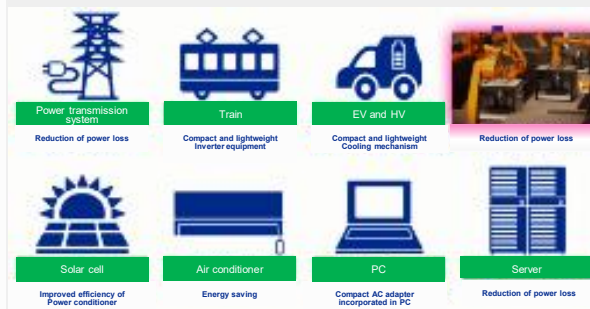 Power transmission
system
Train
EV and HV
Reduction of power loss
Compact and lightweight
Inverter equipment
Compact and lightweight
Cooling mechanism
Reduction of power loss
Solar cell
Air conditioner
PC
Server
Improved efficiency of
Power conditioner
Energy saving
Compact AC adapter
incorporated in PC
Reduction of power loss